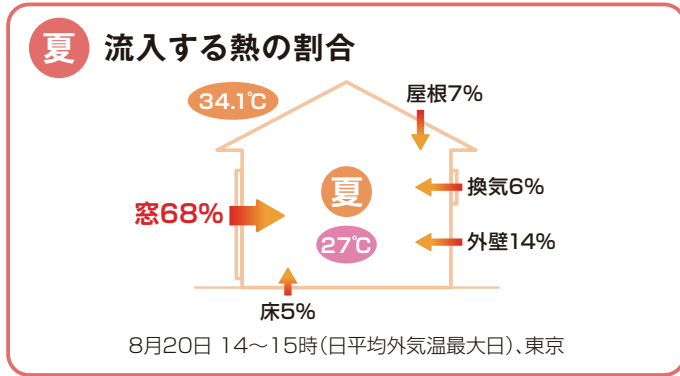 夏 流入する熱の割合
34.1℃
屋根7%
夏
換気6%
窓68%
27℃
外壁14%
床5%
8月20日 14〜15時(日平均外気温最大日)、東京